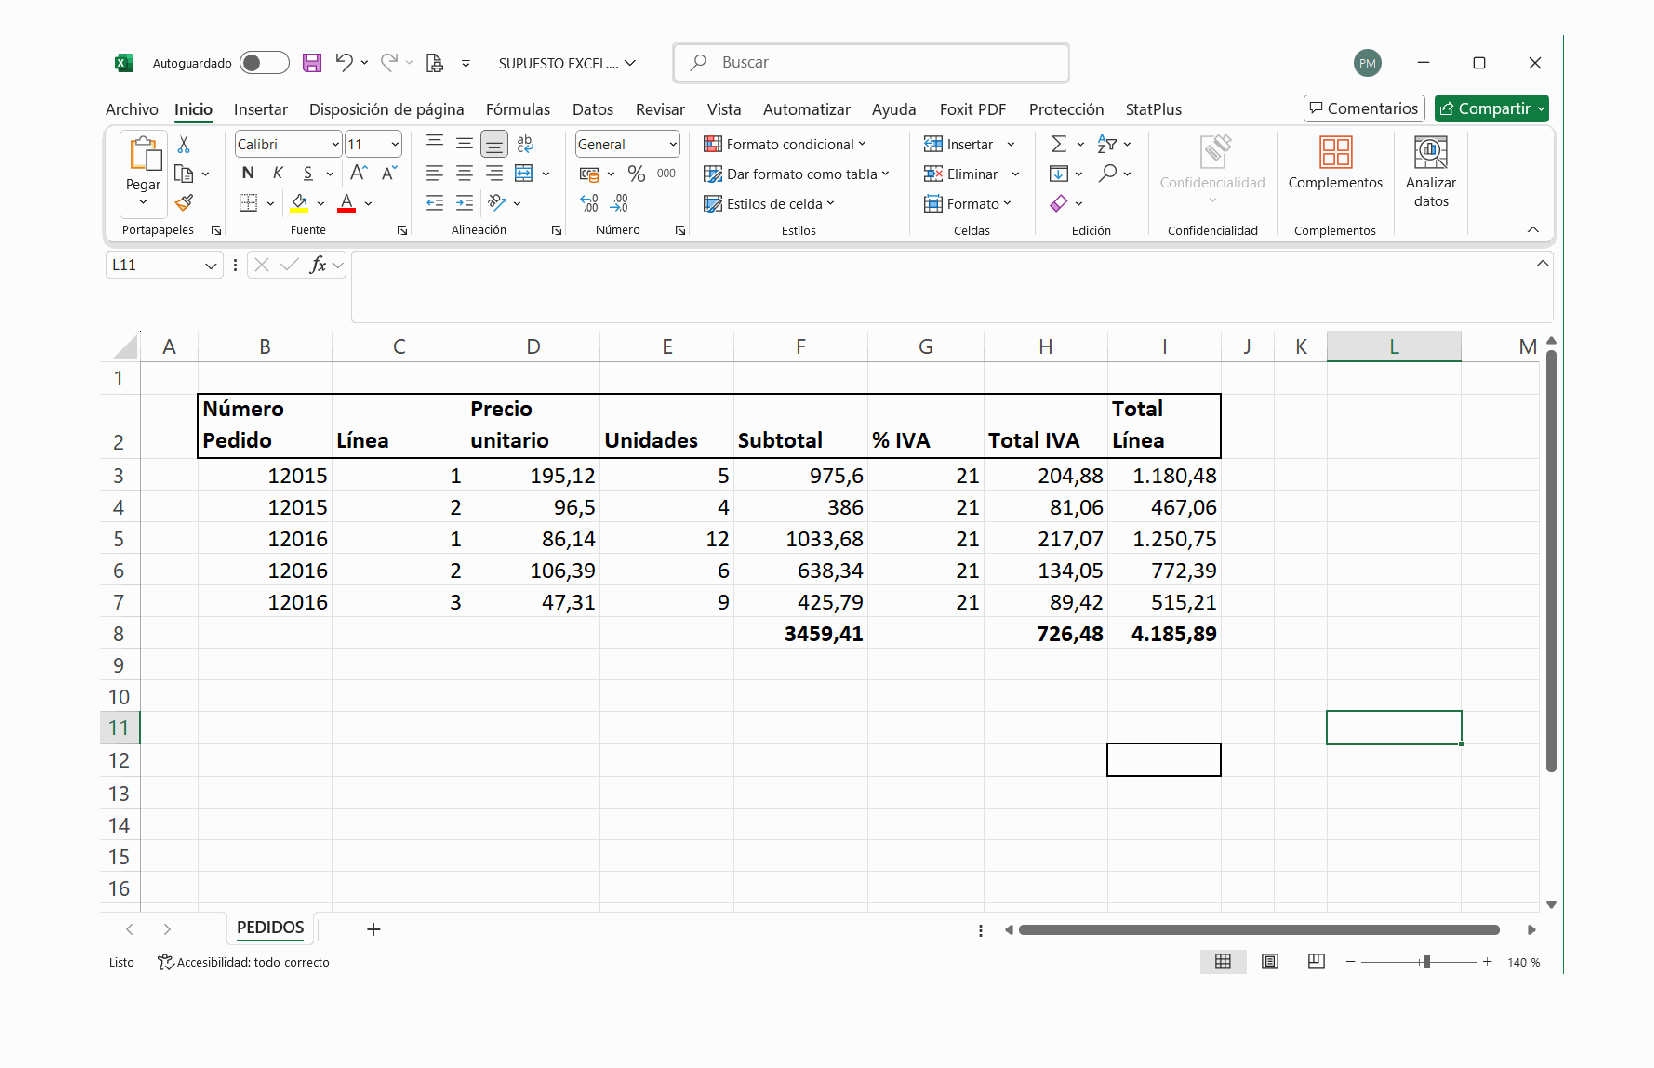 Autoguardado SUPUESTO EXCEL.... Buscar PM
Archivo Inicio Insertar Disposición de página Fórmulas Datos Revisar Vista Automatizar Ayuda Foxit PDF Protección StatPlus Comentarios Compartir
Pegar
Portapapeles
Calibri 11
N K S A A
A
Fuente
ab
c
Alineación
General
% 000
Número
Formato condicional
Dar formato como tabla
Estilos de celda
Estilos
Insertar
Eliminar
Formato
Celdas
Edición
Confidencialidad
Confidencialidad
Complementos
Complementos
Analizar
datos
L11 fx
A B C D E F G H I J K L M
1
2 Número Pedido Línea Precio unitario Unidades Subtotal % IVA Total IVA Total Línea
3 12015 1 195,12 5 975,6 21 204,88 1.180,48
4 12015 2 96,5 4 386 21 81,06 467,06
5 12016 1 86,14 12 1033,68 21 217,07 1.250,75
6 12016 2 106,39 6 638,34 21 134,05 772,39
7 12016 3 47,31 9 425,79 21 89,42 515,21
8 3459,41 726,48 4.185,89
9
10
11
12
13
14
15
16
PEDIDOS
Listo Accesibilidad: todo correcto 140 %